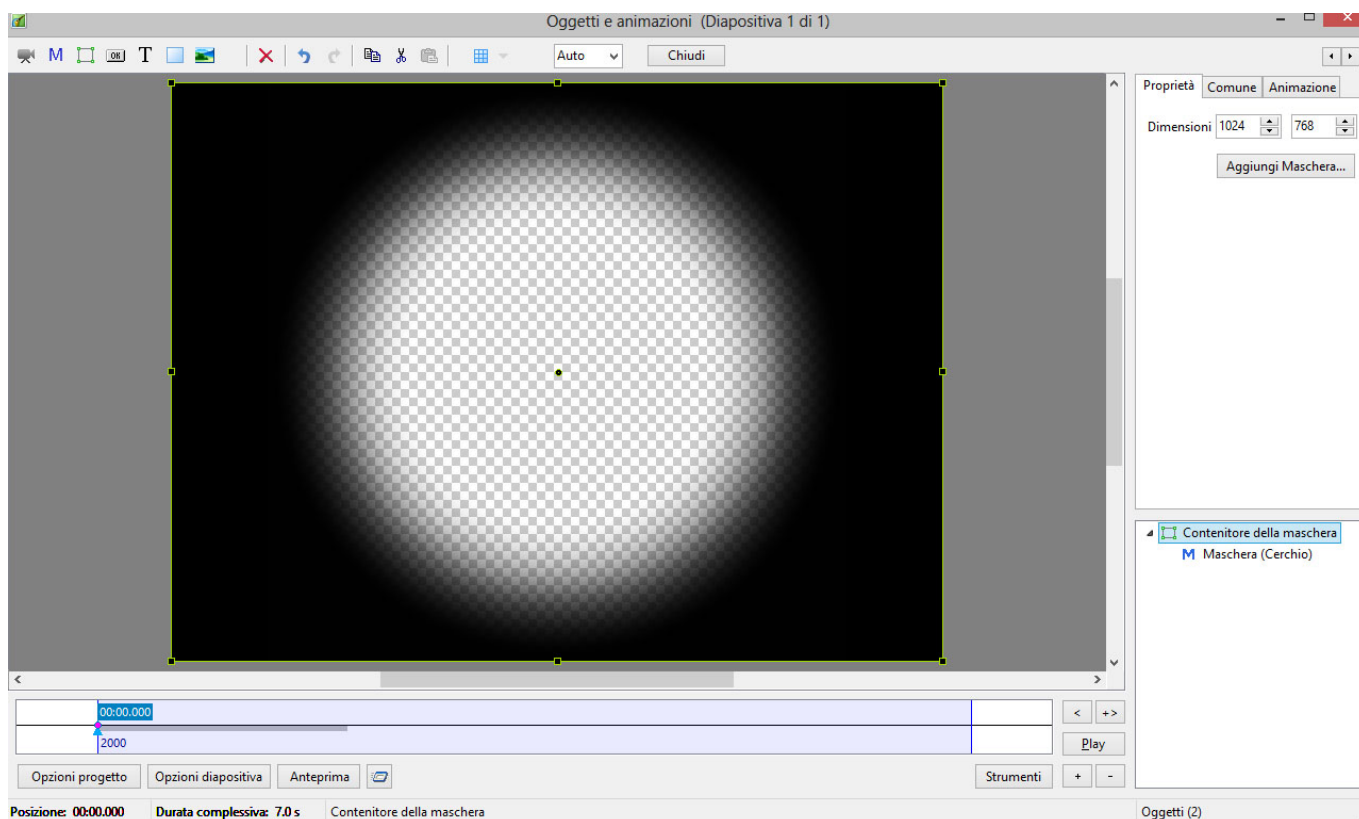 Oggetti e animazioni (Diapositiva 1 di 1)
M OK T Auto Chiudi
Proprietà Comune Animazione
Dimensioni 1024 768
Aggiungi Maschera...
Contenitore della maschera
M Maschera (Cerchio)
00:00.000
< +>
2000
Play
Opzioni progetto Opzioni diapositiva Anteprima Strumenti + -
Posizione: 00:00.000 Durata complessiva: 7.0 s Contenitore della maschera Oggetti (2)